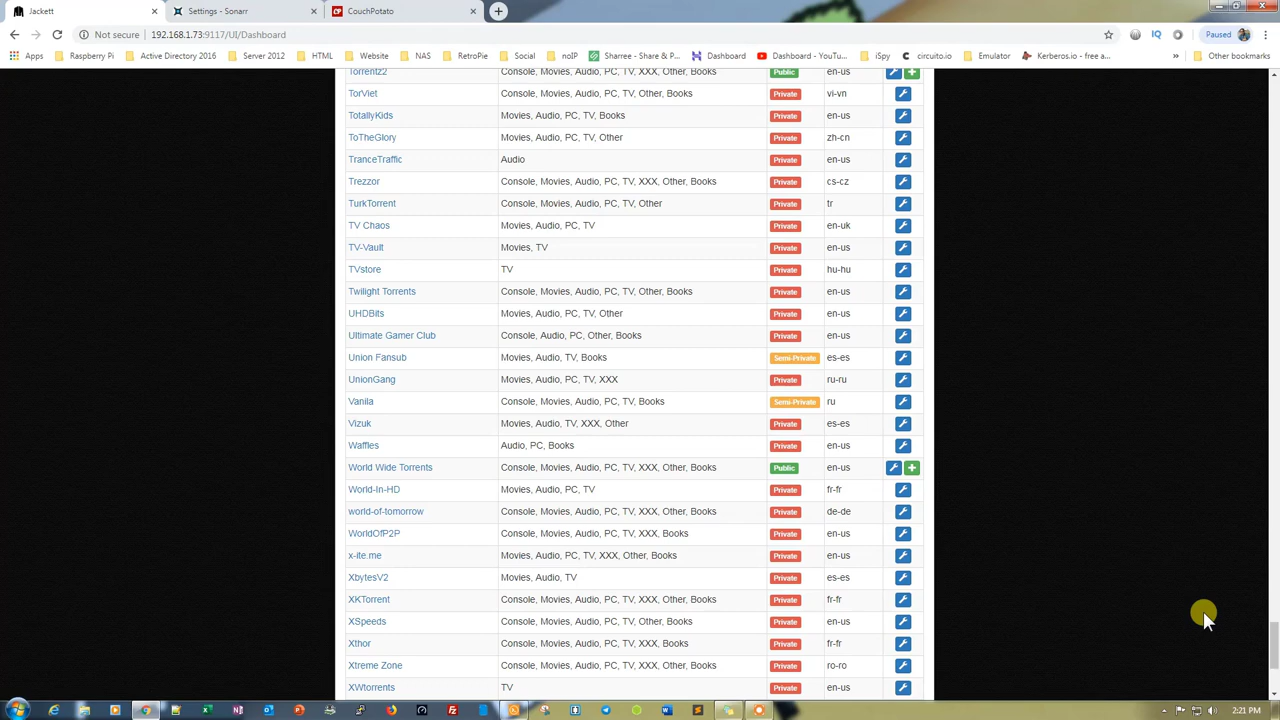 Jackett
Settings - Sonarr
CP CouchPotato
Not secure 192.168.1.73:9117/UI/Dashboard
IQ
Paused
Apps Raspberry Pi Active Directory 2016 Server 2012 HTML Website NAS RetroPie Social noIP Sharree - Share & P... Dashboard Dashboard - YouTu... iSpy circuito.io Emulator Kerberos.io - free a... » Other bookmarks
Torrentz2 Console, Movies, Audio, PC, TV, XXX, Other, Books Public en-us
TorViet Console, Movies, Audio, PC, TV, Other, Books Private vi-vn
TotallyKids Movies, Audio, PC, TV, Books Private en-us
ToTheGlory Movies, Audio, PC, TV, Other Private zh-cn
TranceTraffic Audio Private en-us
Trezzor Console, Movies, Audio, PC, TV, XXX, Other, Books Private cs-cz
TurkTorrent Console, Movies, Audio, PC, TV, Other Private tr
TV Chaos Movies, Audio, PC, TV Private en-uk
TV-Vault Movies, TV Private en-us
TVstore TV Private hu-hu
Twilight Torrents Console, Movies, Audio, PC, TV, Other, Books Private en-us
UHDBits Movies, Audio, TV, Other Private en-us
Ultimate Gamer Club Console, Audio, PC, Other, Books Private en-us
Union Fansub Movies, Audio, TV, Books Semi-Private es-es
UnionGang Movies, Audio, PC, TV, XXX Private ru-ru
Vanila Console, Movies, Audio, PC, TV, Books Semi-Private ru
Vizuk Movies, Audio, TV, XXX, Other Private es-es
Waffles Audio, PC, Books Private en-us
World Wide Torrents Console, Movies, Audio, PC, TV, XXX, Other, Books Public en-us
World-In-HD Movies, Audio, PC, TV Private fr-fr
world-of-tomorrow Console, Movies, Audio, PC, TV, XXX, Other, Books Private de-de
WorldOfP2P Console, Movies, Audio, PC, TV, XXX, Books Private en-us
x-ite.me Movies, Audio, PC, TV, XXX, Other, Books Private en-us
XbytesV2 Movies, Audio, TV Private es-es
XKTorrent Console, Movies, Audio, PC, TV, XXX, Other, Books Private fr-fr
XSpeeds Console, Movies, Audio, PC, TV, XXX, Other, Books Private en-us
Xthor Console, Movies, Audio, PC, TV, XXX, Books Private fr-fr
Xtreme Zone Console, Movies, Audio, PC, TV, XXX, Other, Books Private ro-ro
XWtorrents TV Private en-us
2:21 PM